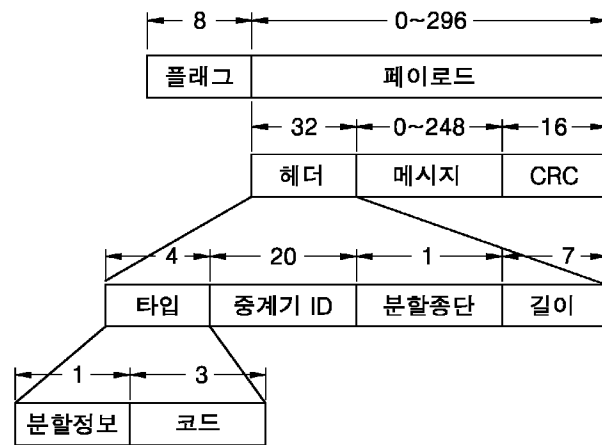 8 0~296
플래그 페이로드
32 0~248 16
헤더 메시지 CRC
4 20 1 7
타입 중계기 ID 분할종단 길이
1 3
분할정보 코드